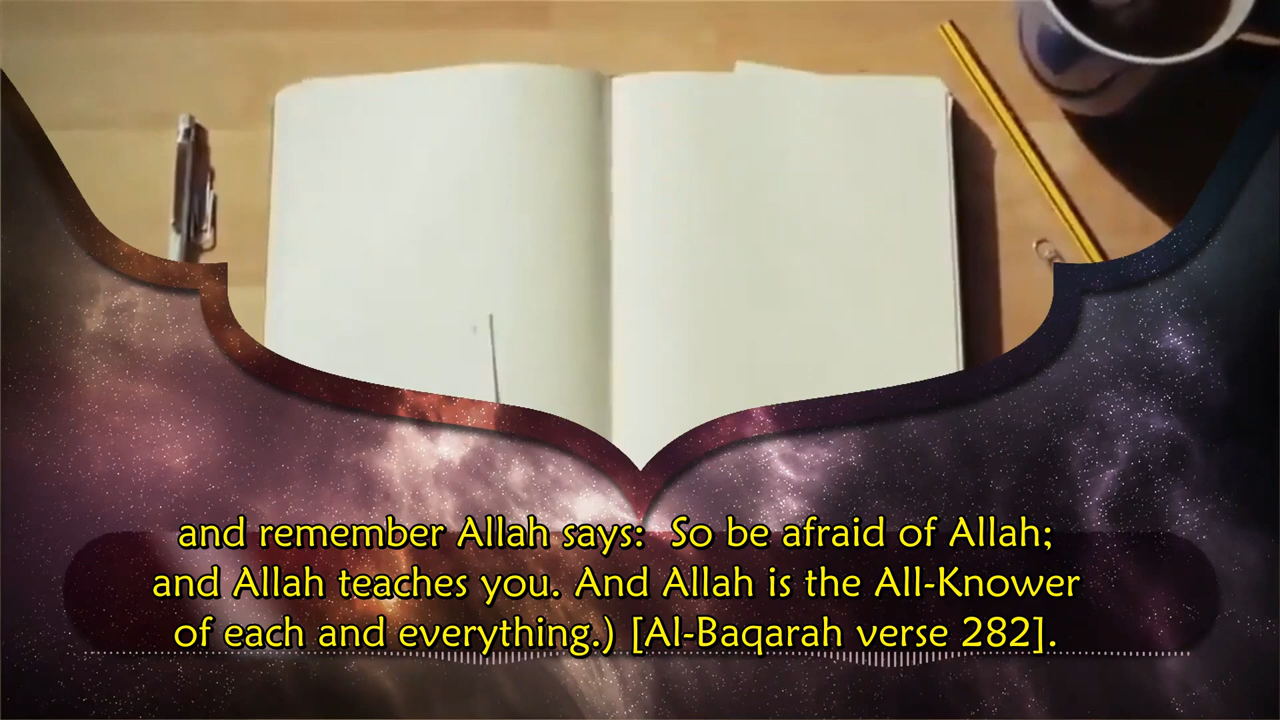 and remember Allah says:  So be afraid of Allah;
and Allah teaches you. And Allah is the All-Knower
of each and everything.) [Al-Baqarah verse 282].